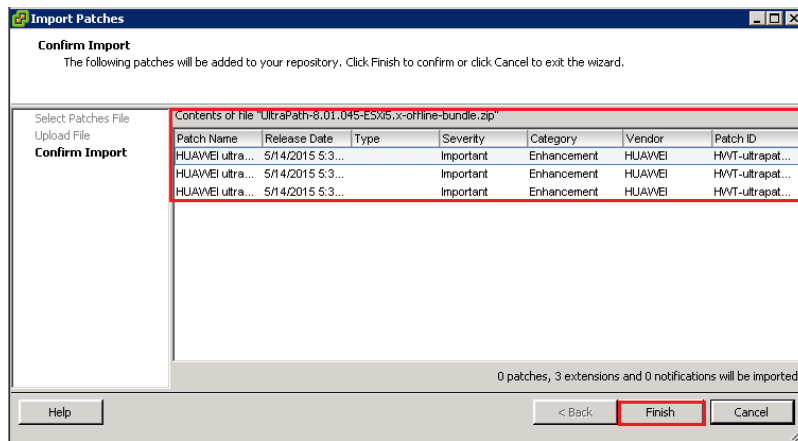 Import Patches
Confirm Import
The following patches will be added to your repository. Click Finish to confirm or click Cancel to exit the wizard.
Select Patches File
Upload File
Confirm Import
Contents of file "UltraPath-8.01.045-ESXi5.x-offline-bundle.zip"
Patch Name Release Date Type Severity Category Vendor Patch ID
HUAWEI ultra... 5/14/2015 5:3... Important Enhancement HUAWEI HWT-ultrapat...
HUAWEI ultra... 5/14/2015 5:3... Important Enhancement HUAWEI HWT-ultrapat...
HUAWEI ultra... 5/14/2015 5:3... Important Enhancement HUAWEI HWT-ultrapat...
0 patches, 3 extensions and 0 notifications will be imported
Help < Back Finish Cancel